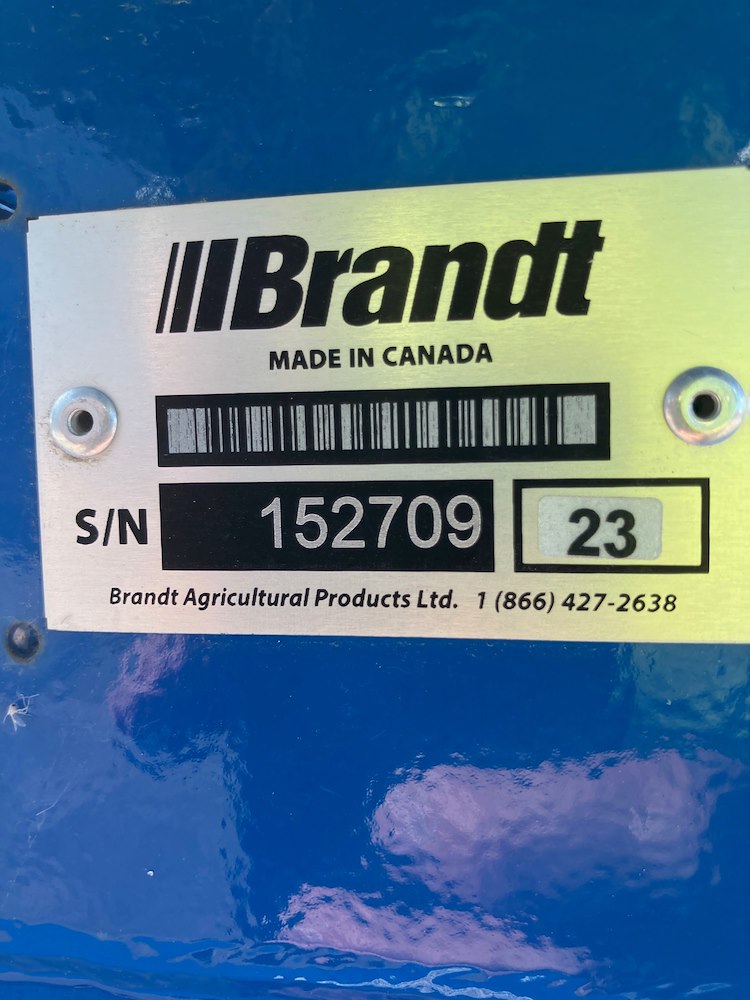 Brandt
MADE IN CANADA
S/N 152709 23
Brandt Agricultural Products Ltd. 1 (866) 427-2638